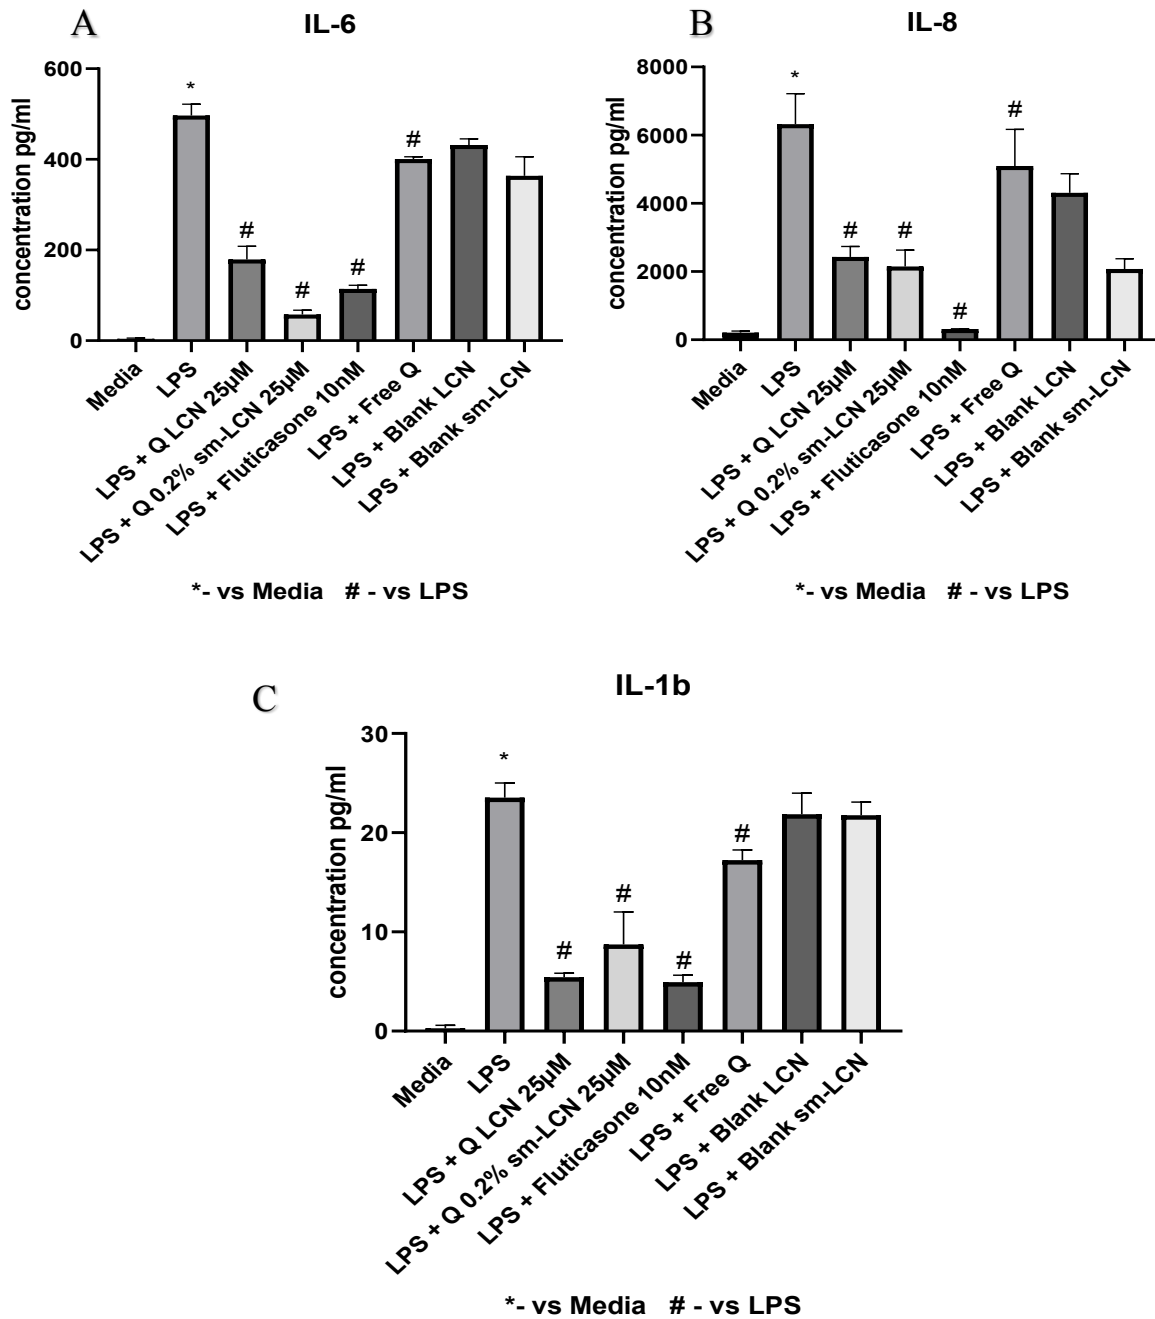 A
IL-6
concentration pg/ml
600
400
200
0
*
#
#
#
#
Media
LPS
LPS + Q LCN 25µM
LPS + Q 0.2% sm-LCN 25µM
LPS + Fluticasone 10nM
LPS + Free Q
LPS + Blank LCN
LPS + Blank sm-LCN
*- vs Media # - vs LPS
B
IL-8
concentration pg/ml
8000
6000
4000
2000
0
*
#
#
#
#
Media
LPS
LPS + Q LCN 25µM
LPS + Q 0.2% sm-LCN 25µM
LPS + Fluticasone 10nM
LPS + Free Q
LPS + Blank LCN
LPS + Blank sm-LCN
*- vs Media # - vs LPS
C
IL-1b
concentration pg/ml
30
20
10
0
*
#
#
#
#
Media
LPS
LPS + Q LCN 25µM
LPS + Q 0.2% sm-LCN 25µM
LPS + Fluticasone 10nM
LPS + Free Q
LPS + Blank LCN
LPS + Blank sm-LCN
*- vs Media # - vs LPS